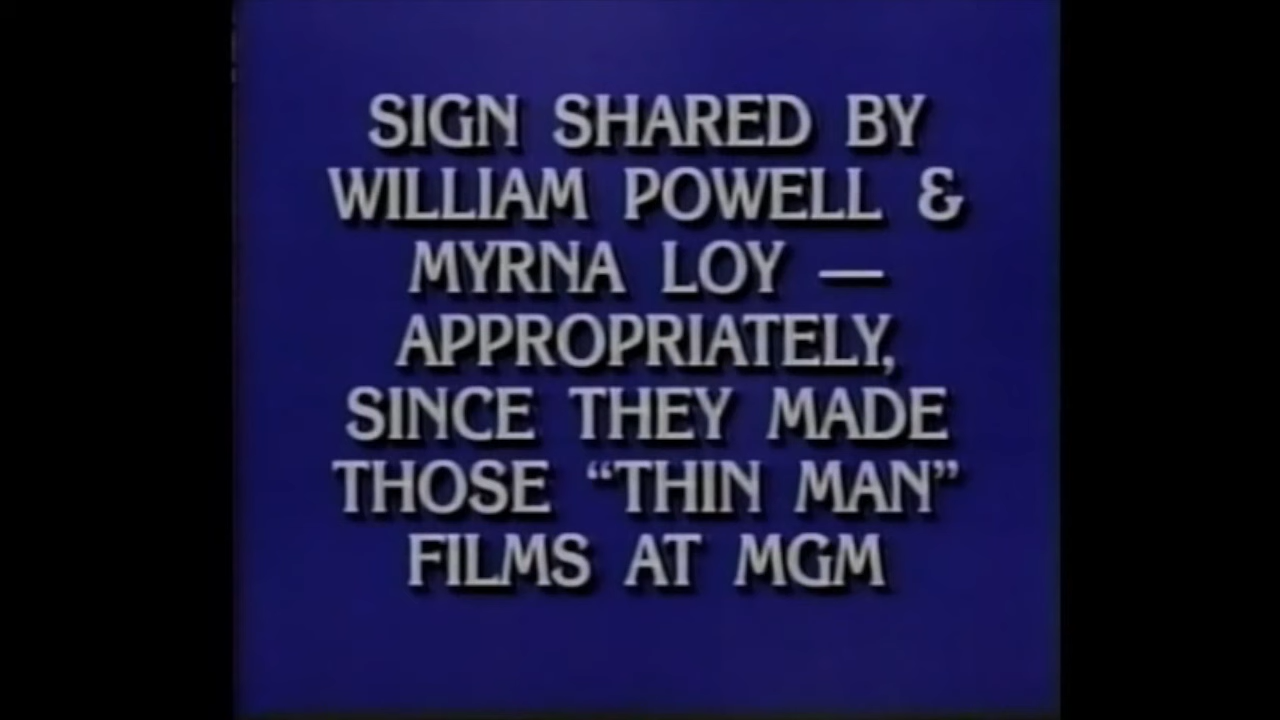 SIGN SHARED BY
WILLIAM POWELL &
MYRNA LOY —
APPROPRIATELY,
SINCE THEY MADE
THOSE “THIN MAN”
FILMS AT MGM